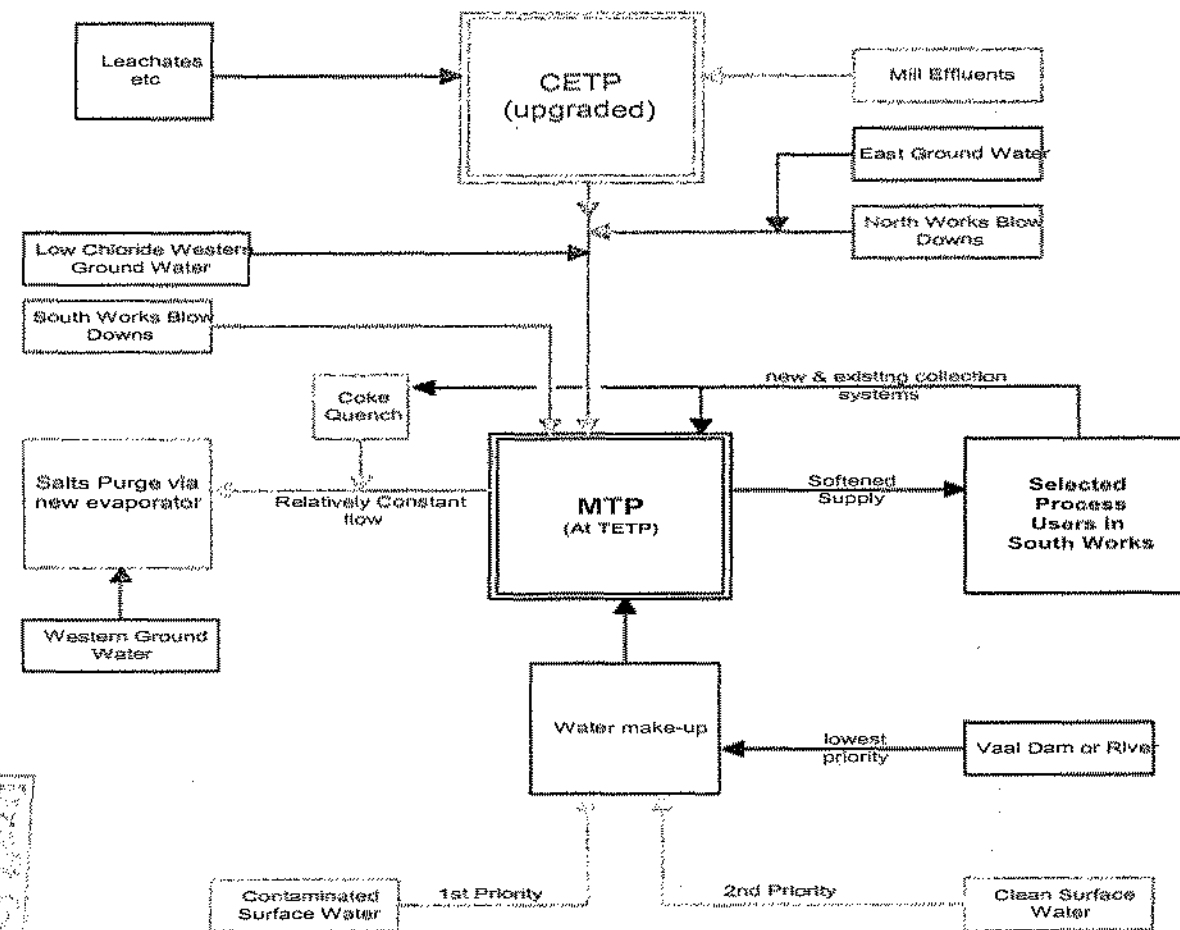 Leachates
etc
CETP
(upgraded)
Mill Effluents
East Ground Water
North Works Blow
Downs
Low Chloride Western
Ground Water
South Works Blow
Downs
Coke
Quench
new & existing collection
systems
Salts Purge via
new evaporator
Relatively Constant
flow
MTP
(At TETP)
Softened
Supply
Selected
Process
Users in
South Works
Western Ground
Water
Water make-up
lowest
priority
Vaal Dam or River
Contaminated
Surface Water
1st Priority
2nd Priority
Clean Surface
Water